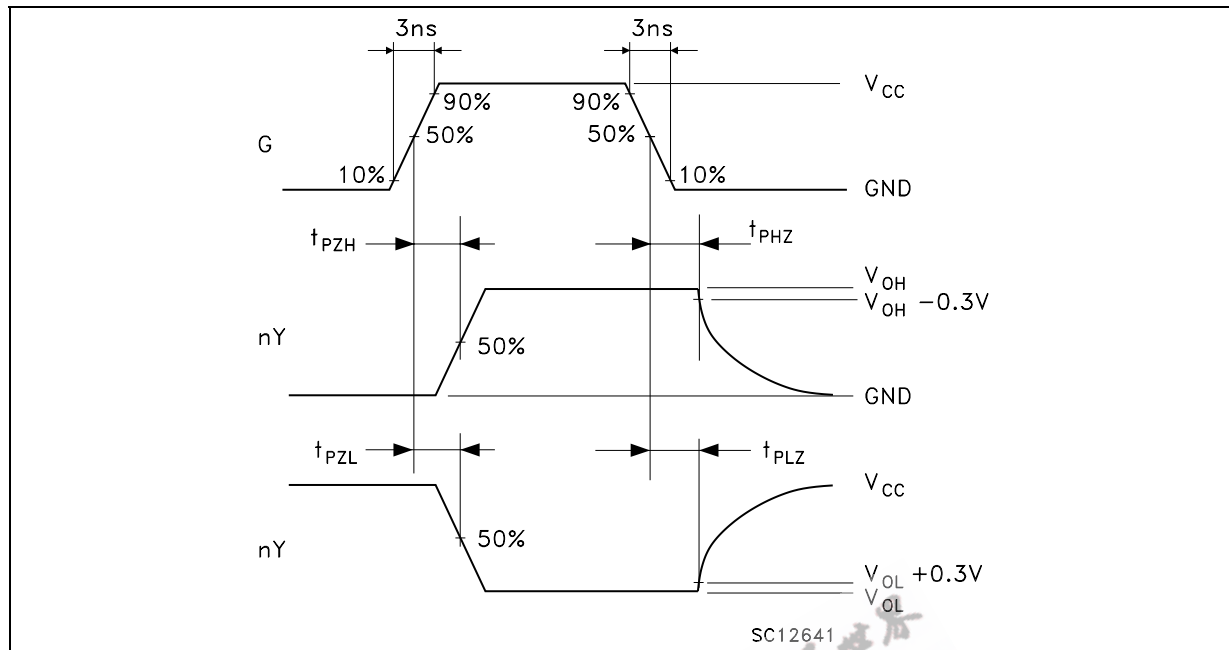 3ns 3ns
V_CC
90% 90%
50% 50%
G
10% 10%
GND
t_PZH t_PHZ
V_OH
V_OH −0.3V
nY
50%
GND
t_PZL t_PLZ
V_CC
50%
nY
V_OL +0.3V
V_OL
SC12641